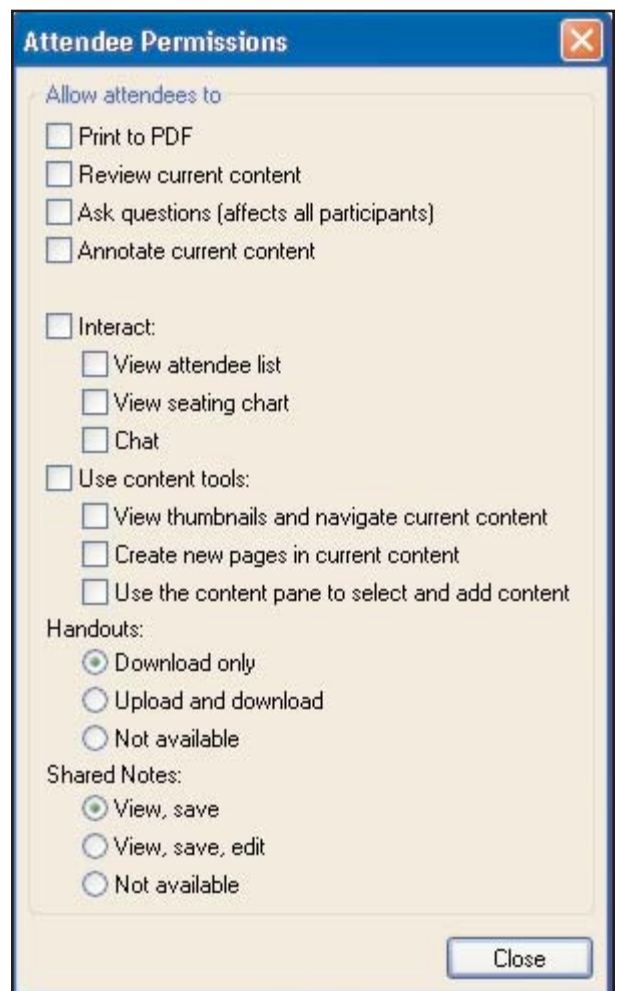 Attendee Permissions
Allow attendees to
Print to PDF
Review current content
Ask questions (affects all participants)
Annotate current content
Interact:
View attendee list
View seating chart
Chat
Use content tools:
View thumbnails and navigate current content
Create new pages in current content
Use the content pane to select and add content
Handouts:
Download only
Upload and download
Not available
Shared Notes:
View, save
View, save, edit
Not available
Close